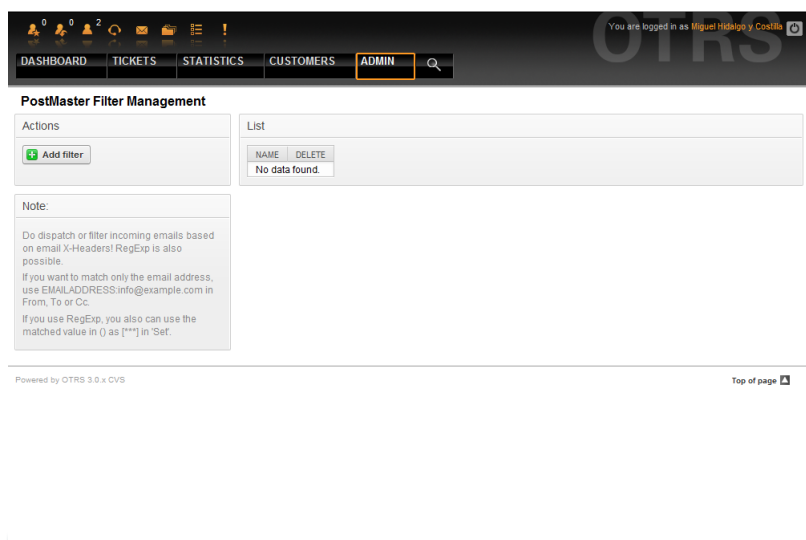 0 0 2 !
You are logged in as Miguel Hidalgo y Costilla
OTRS
DASHBOARD TICKETS STATISTICS CUSTOMERS ADMIN
PostMaster Filter Management
Actions
Add filter
List
NAME DELETE
No data found.
Note:
Do dispatch or filter incoming emails based
on email X-Headers! RegExp is also
possible.
If you want to match only the email address,
use EMAILADDRESS:info@example.com in
From, To or Cc.
If you use RegExp, you also can use the
matched value in () as [***] in 'Set'.
Powered by OTRS 3.0.x CVS
Top of page